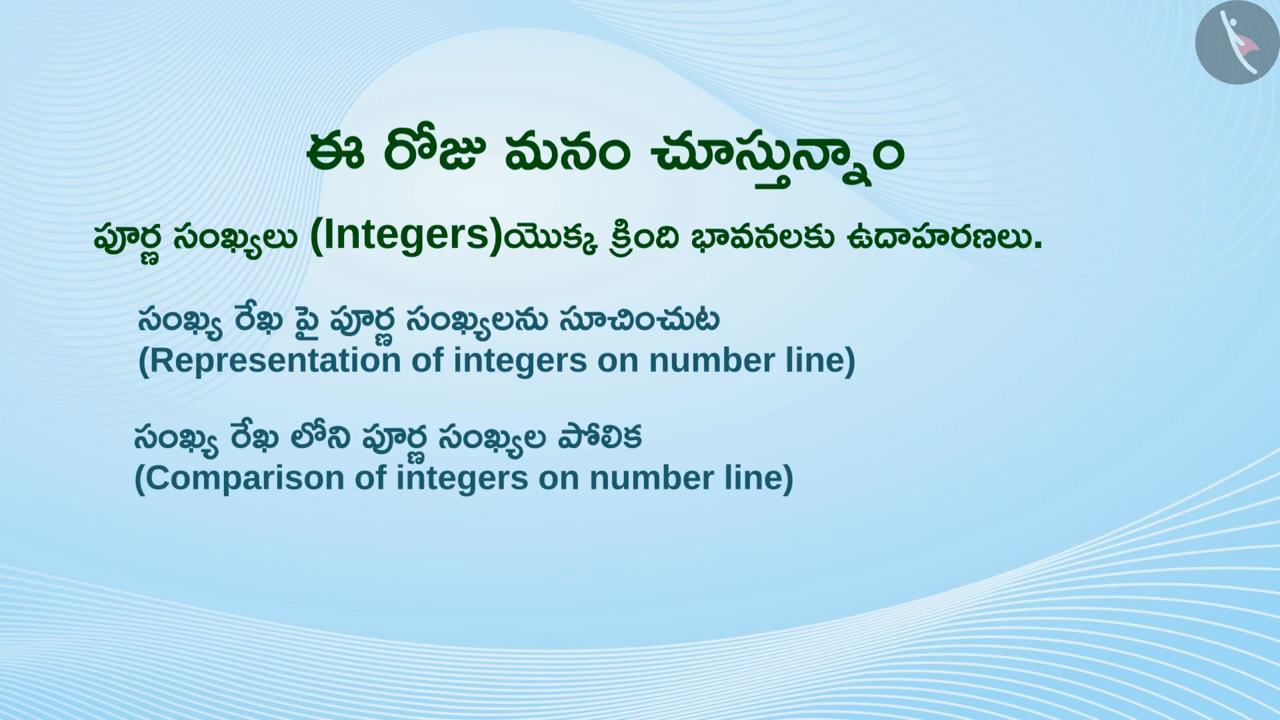 ఈ రోజు మనం చూస్తున్నాం
పూర్ణ సంఖ్యలు (Integers)యొక్క క్రింది భావనలకు ఉదాహరణలు.
సంఖ్య రేఖ పై పూర్ణ సంఖ్యలను సూచించుట
(Representation of integers on number line)
సంఖ్య రేఖ లోని పూర్ణ సంఖ్యల పోలిక
(Comparison of integers on number line)